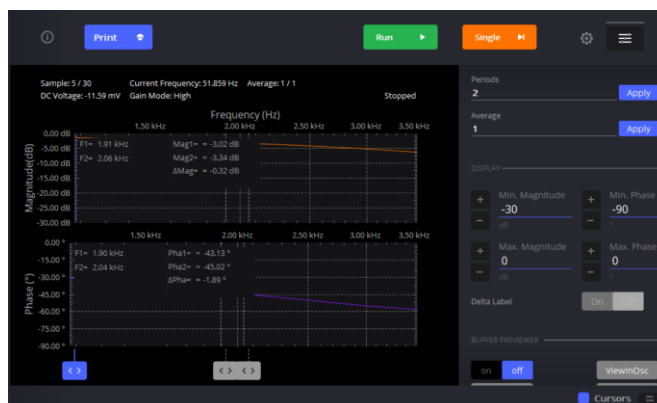 Print
Run
Single
Sample: 5 / 30 Current Frequency: 51.859 Hz Average: 1 / 1
DC Voltage: -11.59 mV Gain Mode: High Stopped
Frequency (Hz)
1.50 kHz 2.00 kHz 2.50 kHz 3.00 kHz 3.50 kHz
Magnitude(dB)
0.00 dB
-5.00 dB
-10.00 dB
-15.00 dB
-20.00 dB
-25.00 dB
-30.00 dB
F1= 1.91 kHz Mag1= = -3.02 dB
F2= 2.06 kHz Mag2= = -3.34 dB
ΔMag= = -0.32 dB
1.50 kHz 2.00 kHz 2.50 kHz 3.00 kHz 3.50 kHz
Phase (°)
0.00 °
-15.00 °
-30.00 °
-45.00 °
-60.00 °
-75.00 °
-90.00 °
F1= 1.90 kHz Pha1= = -43.13 °
F2= 2.04 kHz Pha2= = -45.02 °
ΔPha= = -1.89 °
Periods
2 Apply
Average
1 Apply
DISPLAY
+ Min. Magnitude + Min. Phase
-30 -90
− dB − °
+ Max. Magnitude + Max. Phase
0 0
− dB − °
Delta Label On
BUFFER PREVIEWER
on off ViewInOsc
Cursors